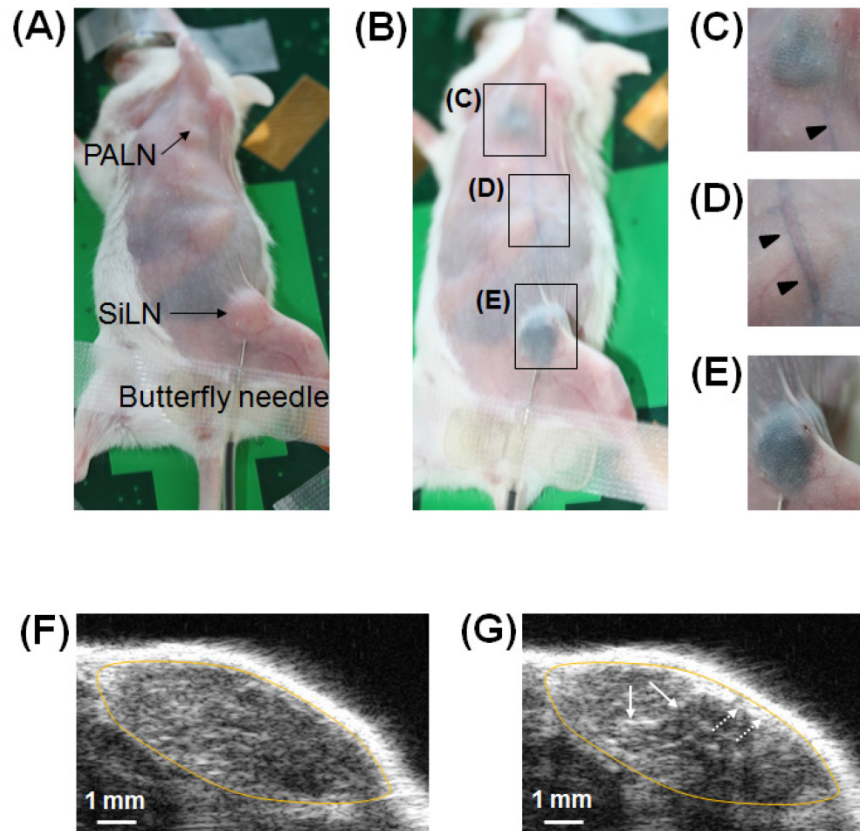 (A)
PALN
SiLN
Butterfly needle
(B)
(C)
(D)
(E)
(C)
(D)
(E)
(F)
1 mm
(G)
1 mm